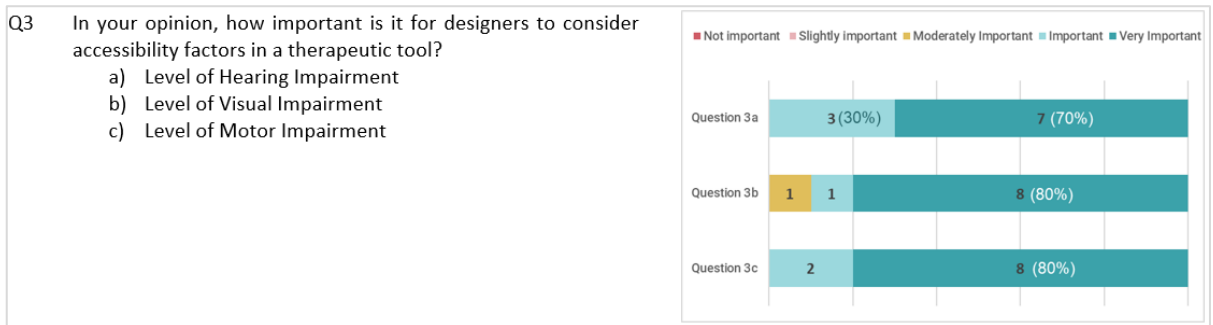 Q3 In your opinion, how important is it for designers to consider
accessibility factors in a therapeutic tool?
a) Level of Hearing Impairment
b) Level of Visual Impairment
c) Level of Motor Impairment
Not important Slightly important Moderately Important Important Very Important
Question 3a 3 (30%) 7 (70%)
Question 3b 1 1 8 (80%)
Question 3c 2 8 (80%)